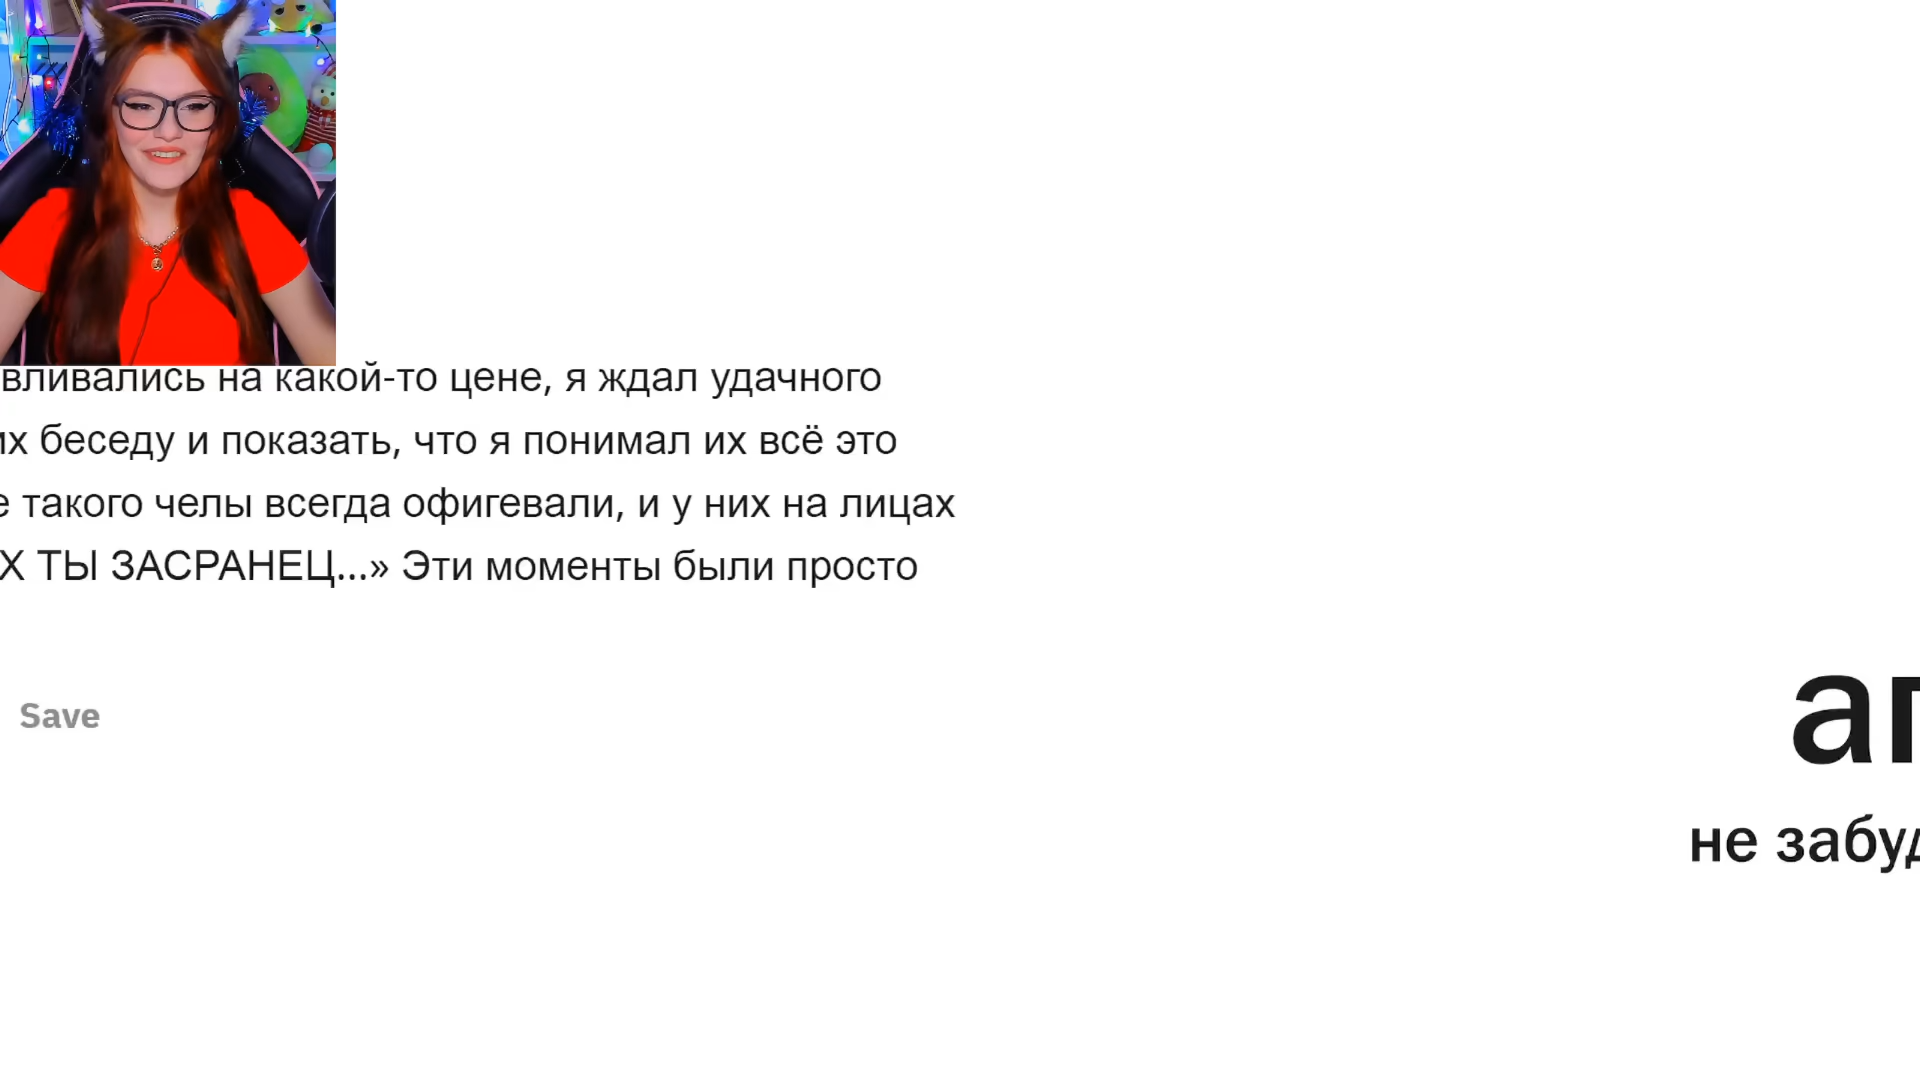 вливались на какой-то цене, я ждал удачного
их беседу и показать, что я понимал их всё это
е такого челы всегда офигевали, и у них на лицах
Х ТЫ ЗАСРАНЕЦ...» Эти моменты были просто
Save
не забуд